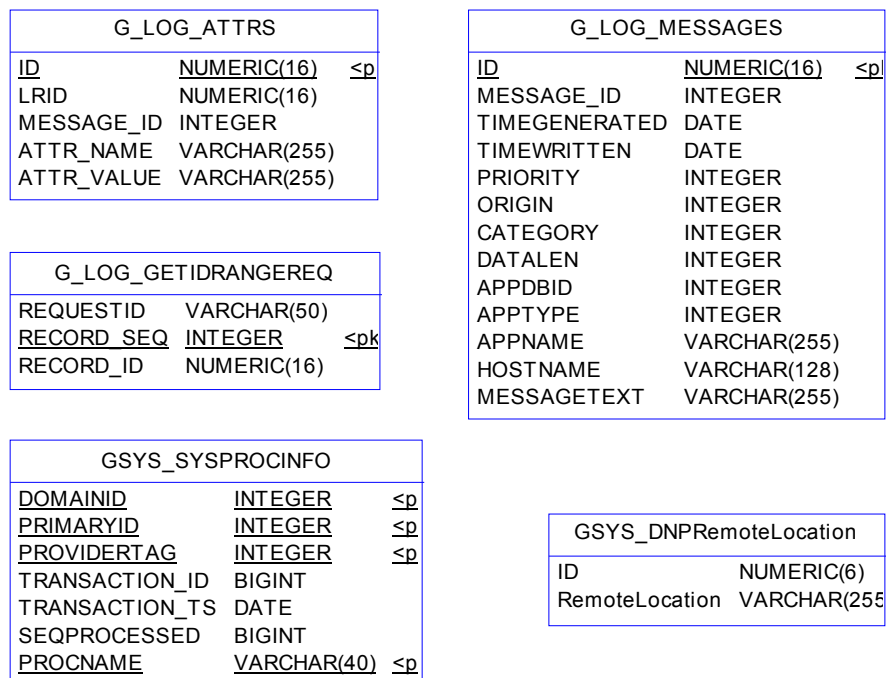 G_LOG_ATTRS
ID NUMERIC(16) <p
LRID NUMERIC(16)
MESSAGE_ID INTEGER
ATTR_NAME VARCHAR(255)
ATTR_VALUE VARCHAR(255)
G_LOG_GETIDRANGEREQ
REQUESTID VARCHAR(50)
RECORD_SEQ INTEGER <pk
RECORD_ID NUMERIC(16)
GSYS_SYSPROCINFO
DOMAINID INTEGER <p
PRIMARYID INTEGER <p
PROVIDERTAG INTEGER <p
TRANSACTION_ID BIGINT
TRANSACTION_TS DATE
SEQPROCESSED BIGINT
PROCNAME VARCHAR(40) <p
G_LOG_MESSAGES
ID NUMERIC(16) <pk
MESSAGE_ID INTEGER
TIMEGENERATED DATE
TIMEWRITTEN DATE
PRIORITY INTEGER
ORIGIN INTEGER
CATEGORY INTEGER
DATALEN INTEGER
APPDBID INTEGER
APPTYPE INTEGER
APPNAME VARCHAR(255)
HOSTNAME VARCHAR(128)
MESSAGETEXT VARCHAR(255)
GSYS_DNPRemoteLocation
ID NUMERIC(6)
RemoteLocation VARCHAR(255